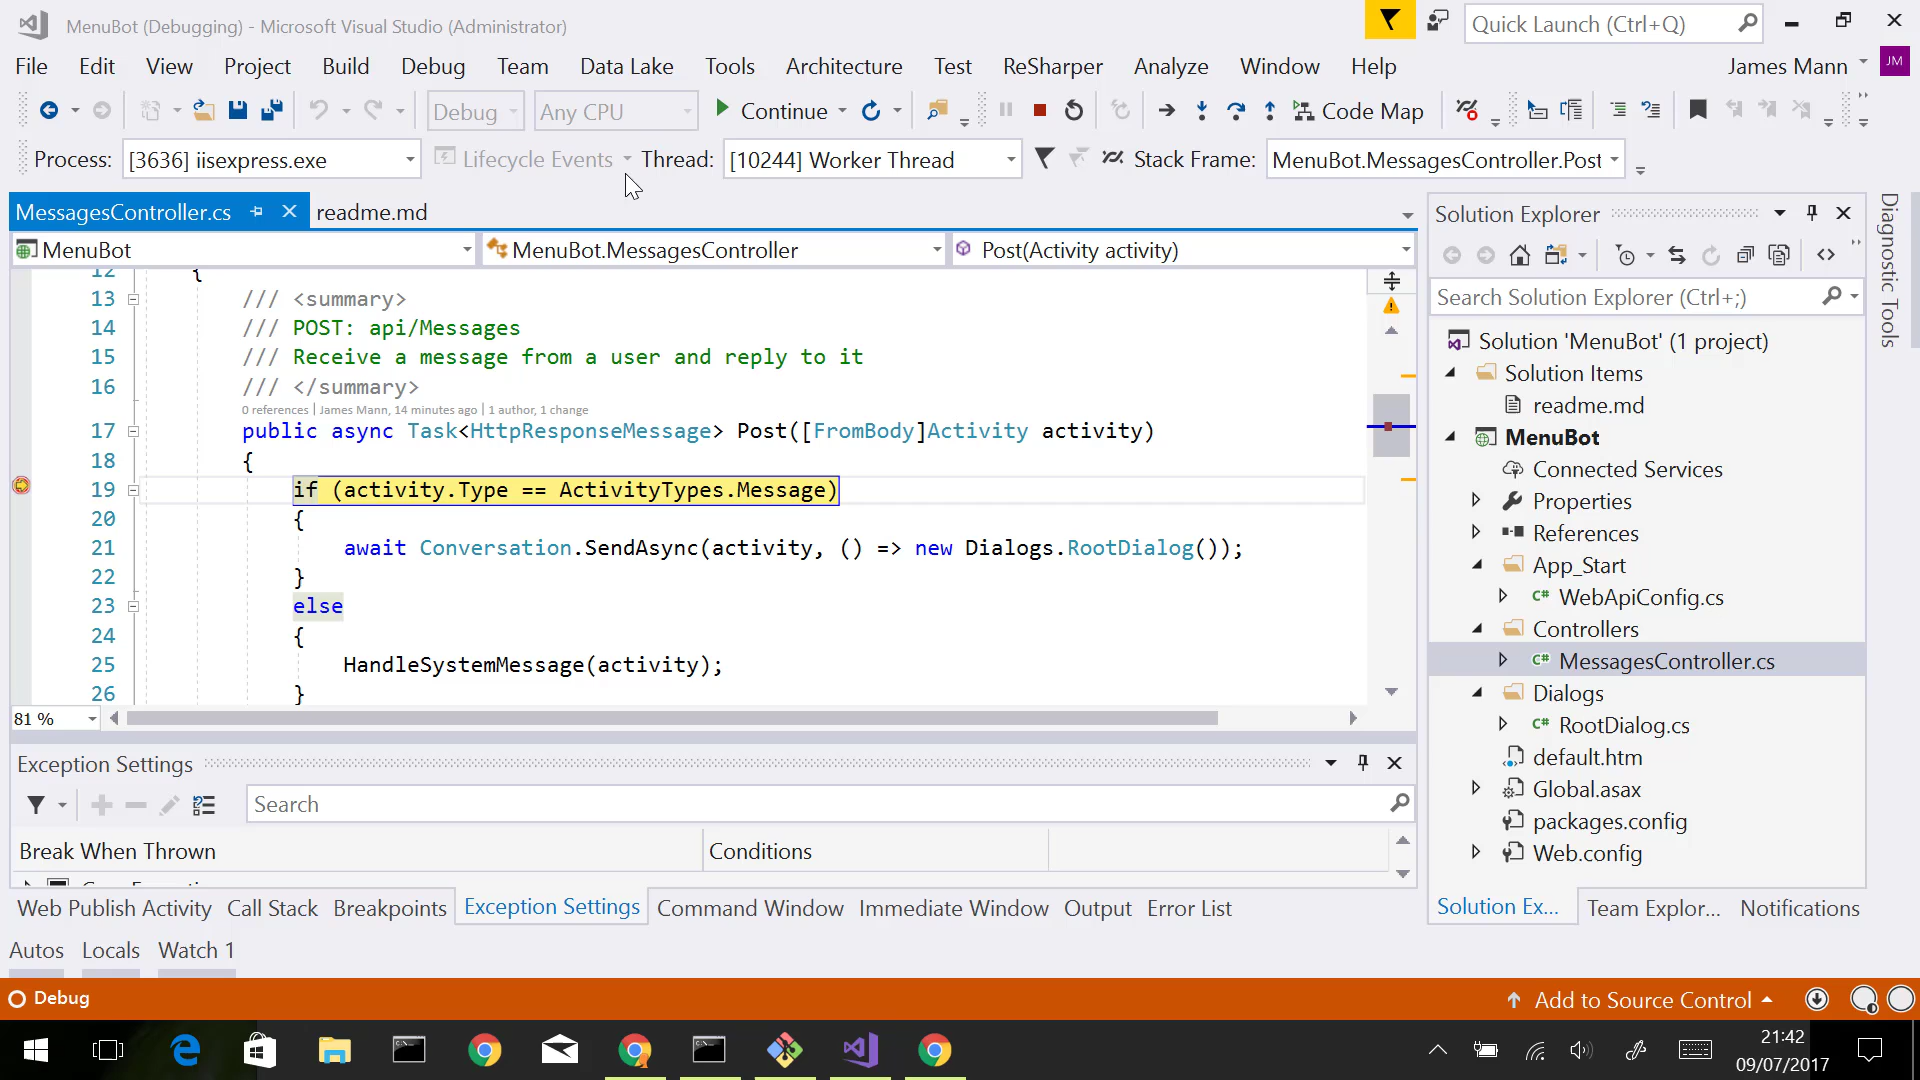 MenuBot (Debugging) - Microsoft Visual Studio (Administrator)
Quick Launch (Ctrl+Q)
File Edit View Project Build Debug Team Data Lake Tools Architecture Test ReSharper Analyze Window Help
James Mann JM
Debug Any CPU Continue Code Map
Process: [3636] iisexpress.exe Lifecycle Events Thread: [10244] Worker Thread Stack Frame: MenuBot.MessagesController.Post
MessagesController.cs readme.md
MenuBot MenuBot.MessagesController Post(Activity activity)
12 {
13 /// <summary>
14 /// POST: api/Messages
15 /// Receive a message from a user and reply to it
16 /// </summary>
0 references | James Mann, 14 minutes ago | 1 author, 1 change
17 public async Task<HttpResponseMessage> Post([FromBody]Activity activity)
18 {
19 if (activity.Type == ActivityTypes.Message)
20 {
21 await Conversation.SendAsync(activity, () => new Dialogs.RootDialog());
22 }
23 else
24 {
25 HandleSystemMessage(activity);
26 }
81 %
Exception Settings
Search
Break When Thrown Conditions
Web Publish Activity Call Stack Breakpoints Exception Settings Command Window Immediate Window Output Error List
Autos Locals Watch 1
Solution Explorer
Search Solution Explorer (Ctrl+;)
Solution 'MenuBot' (1 project)
Solution Items
readme.md
MenuBot
Connected Services
Properties
References
App_Start
C# WebApiConfig.cs
Controllers
C# MessagesController.cs
Dialogs
C# RootDialog.cs
default.htm
Global.asax
packages.config
Web.config
Solution Ex... Team Explor... Notifications
Diagnostic Tools
Debug
Add to Source Control
21:42
09/07/2017